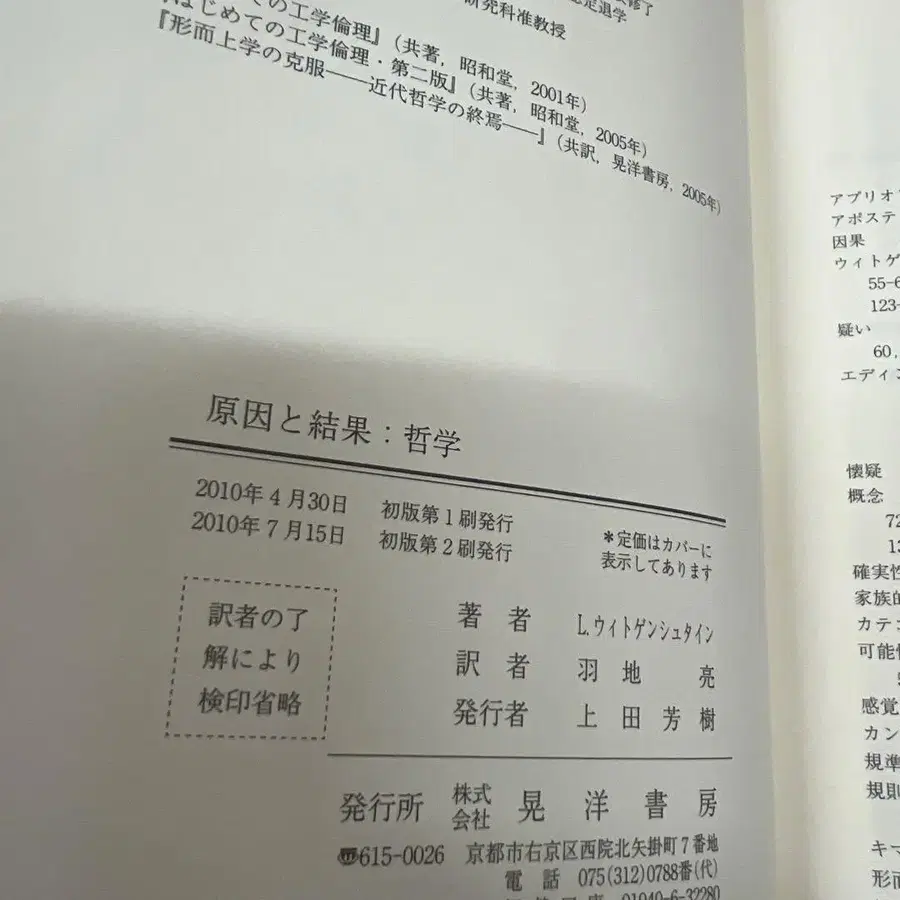 定退学
研究科准教授
ての工学倫理』(共著, 昭和堂, 2001年)
はじめての工学倫理・第二版』(共著, 昭和堂, 2005年)
『形而上学の克服——近代哲学の終焉——』(共訳, 晃洋書房, 2005年)
原因と結果：哲学
2010年4月30日 初版第1刷発行
2010年7月15日 初版第2刷発行
＊定価はカバーに
表示してあります
訳者の了
解により
検印省略
著者 L.ウィトゲンシュタイン
訳者 羽地 亮
発行者 上田芳樹
発行所 株式会社 晃洋書房
〠615-0026 京都市右京区西院北矢掛町7番地
電話 075(312)0788番(代)
01040-6-32280
アプリオ
アポステ
因果
ウィトゲ
55-6
123-
疑い
60,
エディ
懐疑
概念
72
13
確実性
家族的
カテゴ
可能性
感覚
カン
規準
規則
キマ
形而